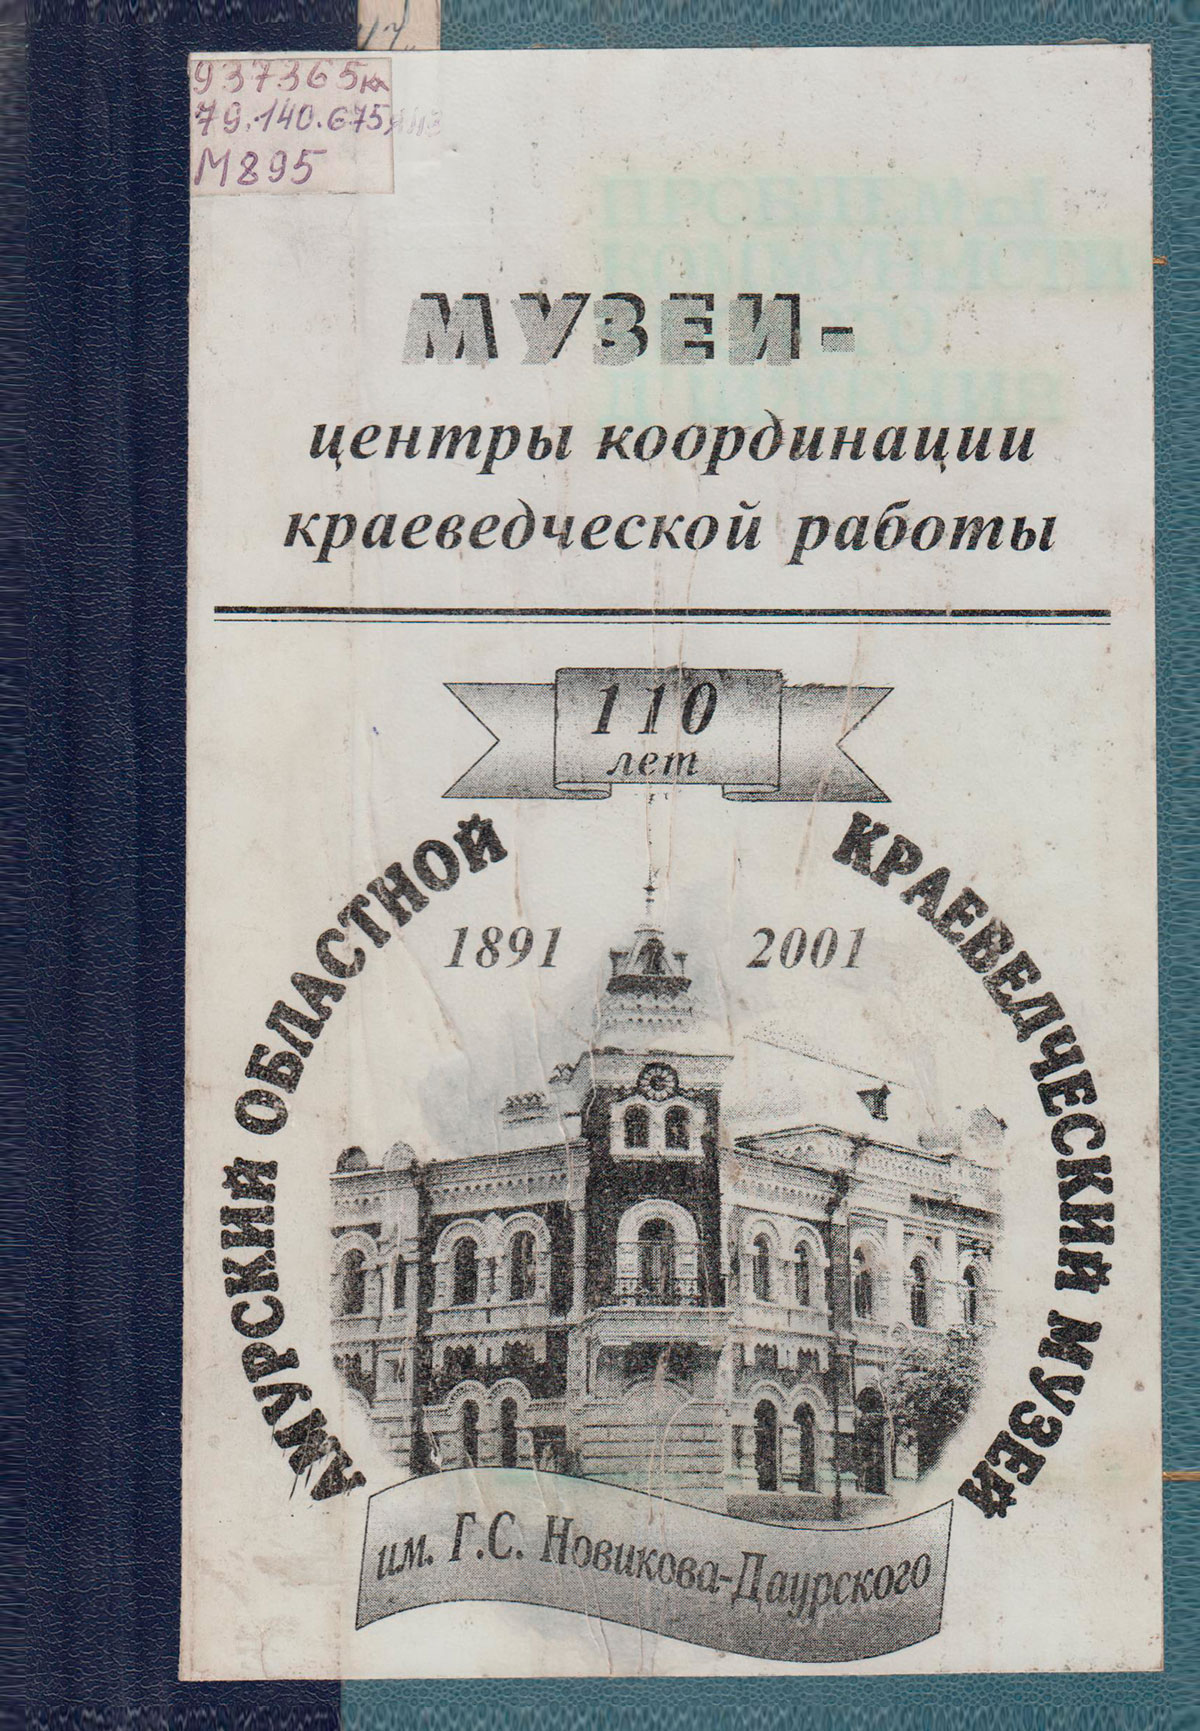 937365кх
79.140.675
М895
МУЗЕИ-
центры координации
краеведческой работы
110
лет
АМУРСКИЙ ОБЛАСТНОЙ КРАЕВЕДЧЕСКИЙ МУЗЕЙ
1891 2001
им. Г.С. Новикова-Даурского